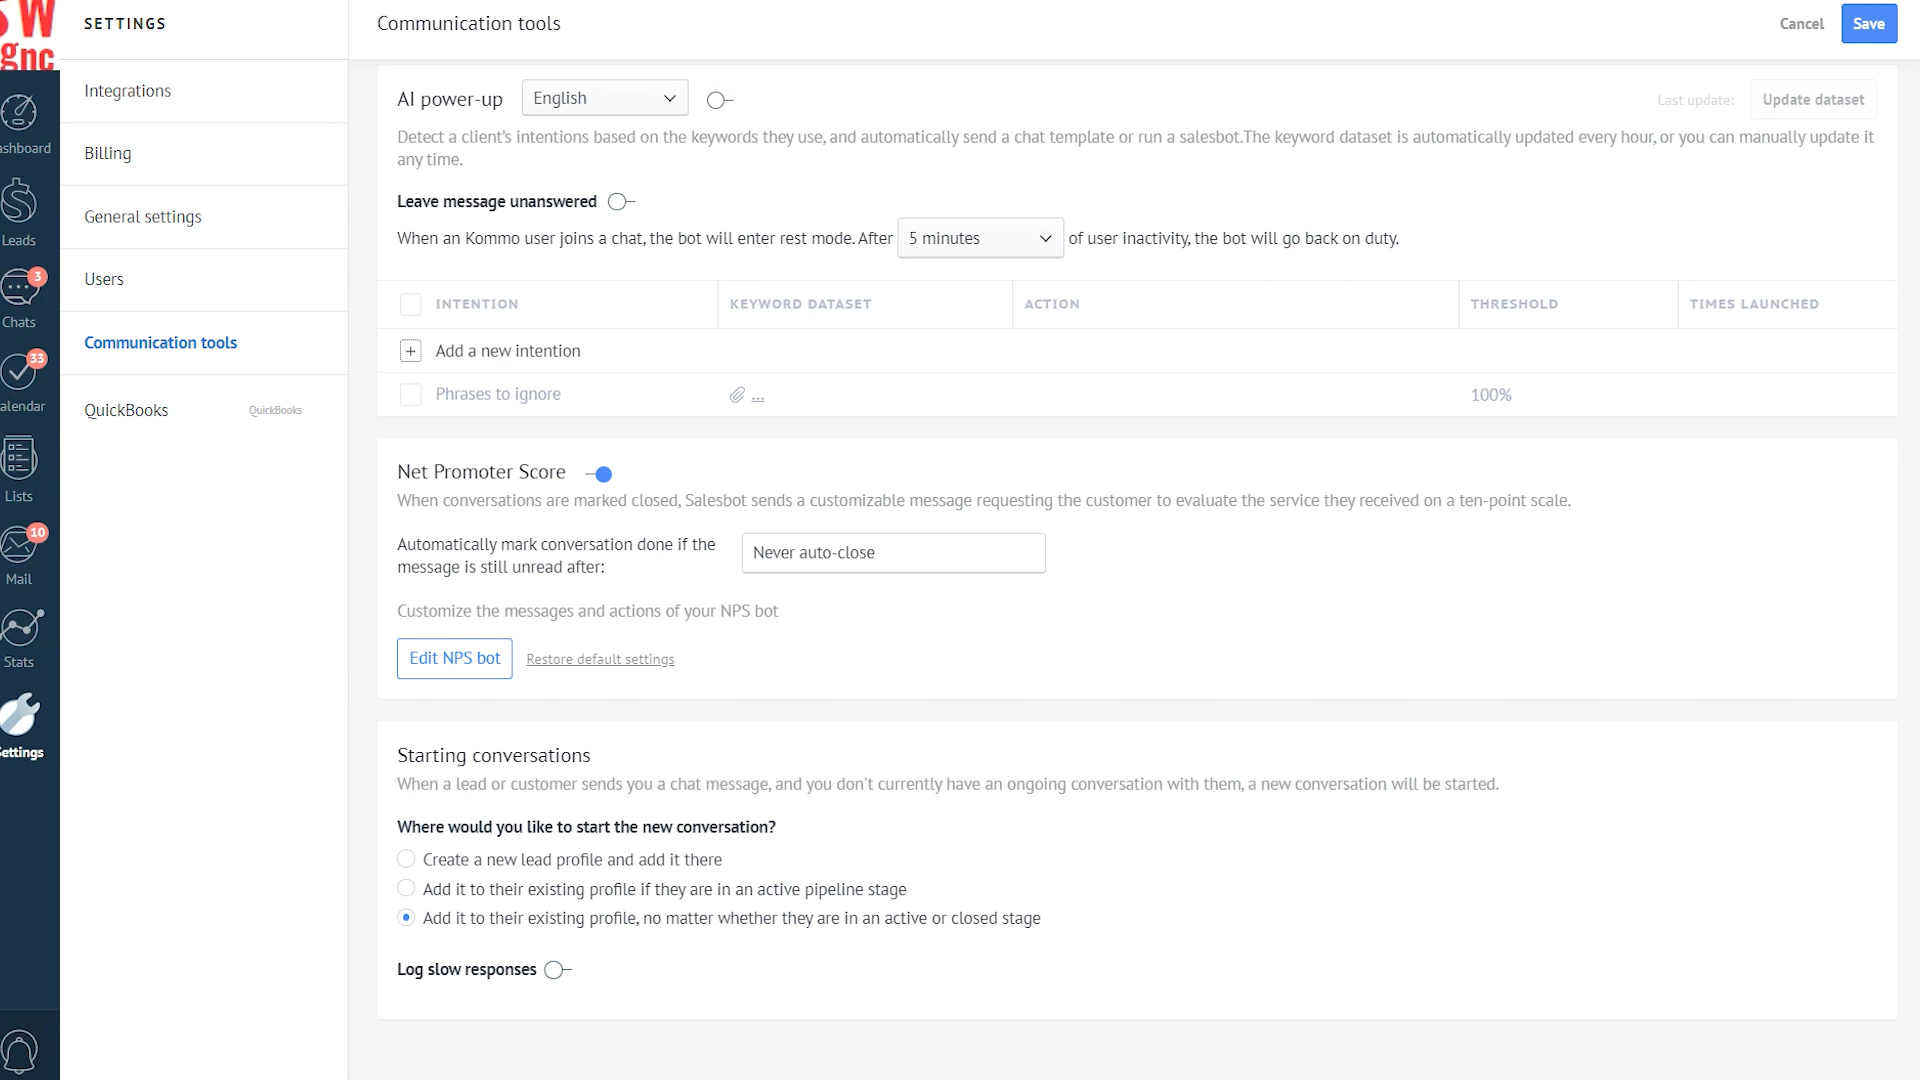 W
gnc
SETTINGS
Communication tools
Cancel
Save
Integrations
Billing
General settings
Users
Communication tools
QuickBooks
QuickBooks
ashboard
Leads
3
Chats
33
alendar
Lists
10
Mail
Stats
ettings
AI power-up
English
Last update:
Update dataset
Detect a client's intentions based on the keywords they use, and automatically send a chat template or run a salesbot.The keyword dataset is automatically updated every hour, or you can manually update it
any time.
Leave message unanswered
When an Kommo user joins a chat, the bot will enter rest mode. After 5 minutes of user inactivity, the bot will go back on duty.
INTENTION
KEYWORD DATASET
ACTION
THRESHOLD
TIMES LAUNCHED
Add a new intention
Phrases to ignore
...
100%
Net Promoter Score
When conversations are marked closed, Salesbot sends a customizable message requesting the customer to evaluate the service they received on a ten-point scale.
Automatically mark conversation done if the
message is still unread after:
Never auto-close
Customize the messages and actions of your NPS bot
Edit NPS bot
Restore default settings
Starting conversations
When a lead or customer sends you a chat message, and you don't currently have an ongoing conversation with them, a new conversation will be started.
Where would you like to start the new conversation?
Create a new lead profile and add it there
Add it to their existing profile if they are in an active pipeline stage
Add it to their existing profile, no matter whether they are in an active or closed stage
Log slow responses